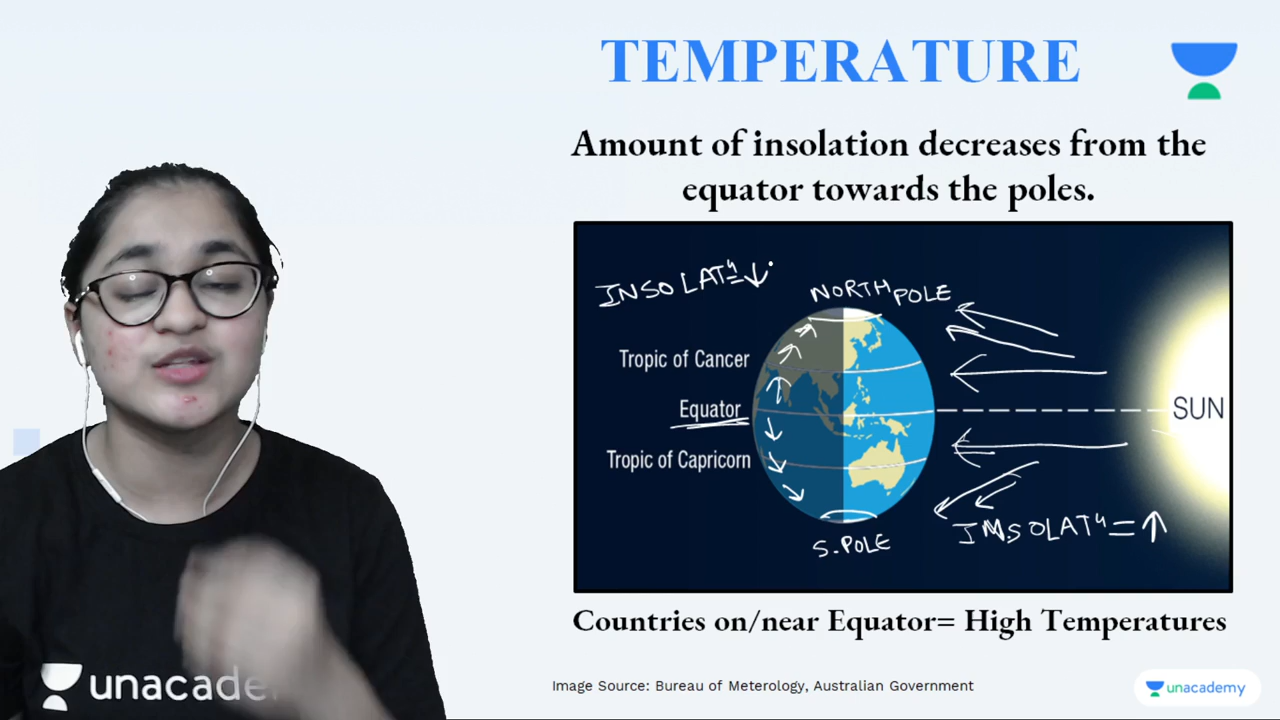 TEMPERATURE
Amount of insolation decreases from the
equator towards the poles.
INSOLATⁿ=↓
NORTH POLE
Tropic of Cancer
Equator
SUN
Tropic of Capricorn
INSOLATⁿ=↑
S.POLE
Countries on/near Equator= High Temperatures
Image Source: Bureau of Meterology, Australian Government
unacademy
unacade